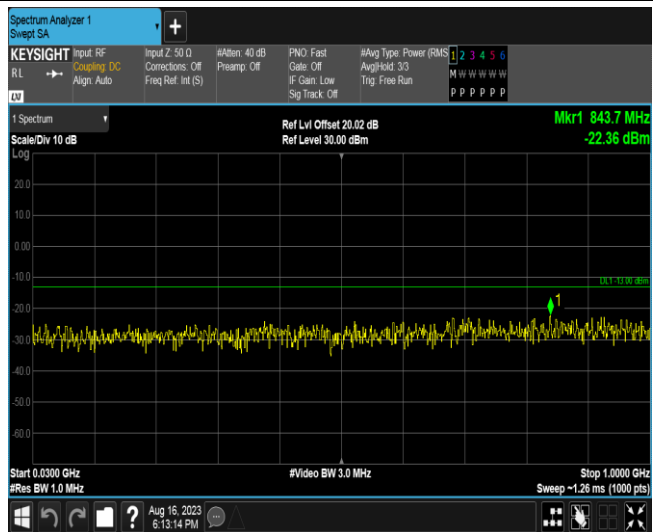 Spectrum Analyzer 1
Swept SA
+
KEYSIGHT
RL
LXI
Input: RF
Coupling: DC
Align: Auto
Input Z: 50 Ω
Corrections: Off
Freq Ref: Int (S)
#Atten: 40 dB
Preamp: Off
PNO: Fast
Gate: Off
IF Gain: Low
Sig Track: Off
#Avg Type: Power (RMS
Avg|Hold: 3/3
Trig: Free Run
1 2 3 4 5 6
M W W W W W
P P P P P P
1 Spectrum
Scale/Div 10 dB
Log
Ref Lvl Offset 20.02 dB
Ref Level 30.00 dBm
Mkr1 843.7 MHz
-22.36 dBm
20.0
10.0
0.00
-10.0
DL1 -13.00 dBm
1
-20.0
-30.0
-40.0
-50.0
-60.0
Start 0.0300 GHz
#Res BW 1.0 MHz
#Video BW 3.0 MHz
Stop 1.0000 GHz
Sweep ~1.26 ms (1000 pts)
?
Aug 16, 2023
6:13:14 PM